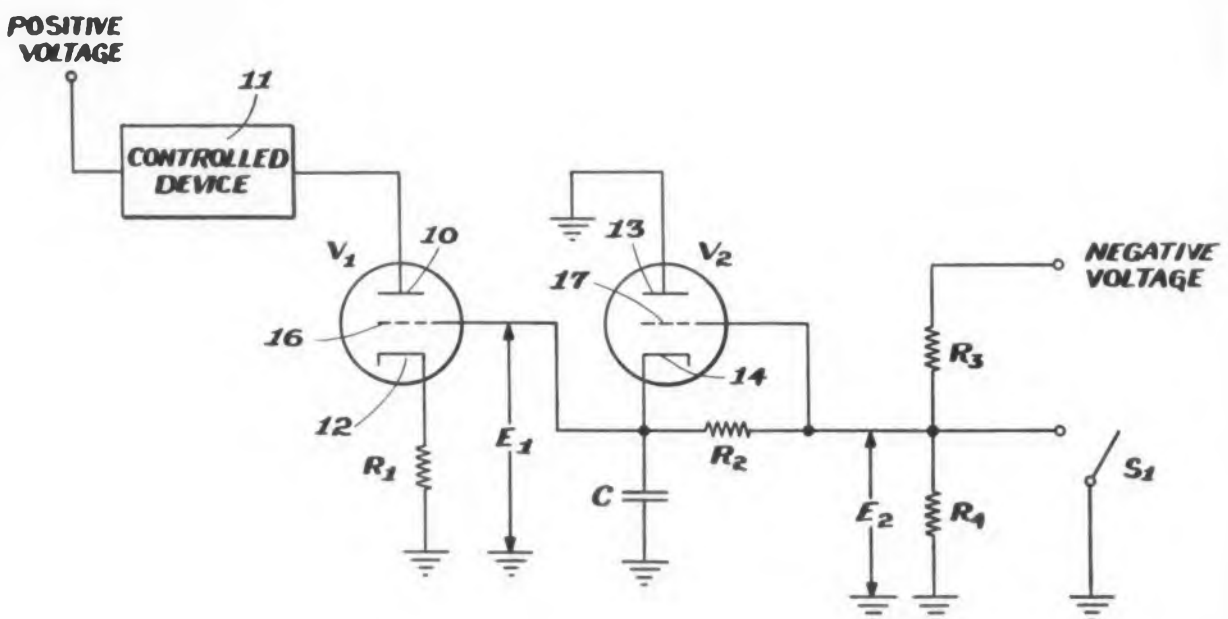 POSITIVE
VOLTAGE
11
CONTROLLED
DEVICE
V1
10
16
12
R1
E1
13
V2
17
14
R2
C
E2
NEGATIVE
VOLTAGE
R3
R4
S1